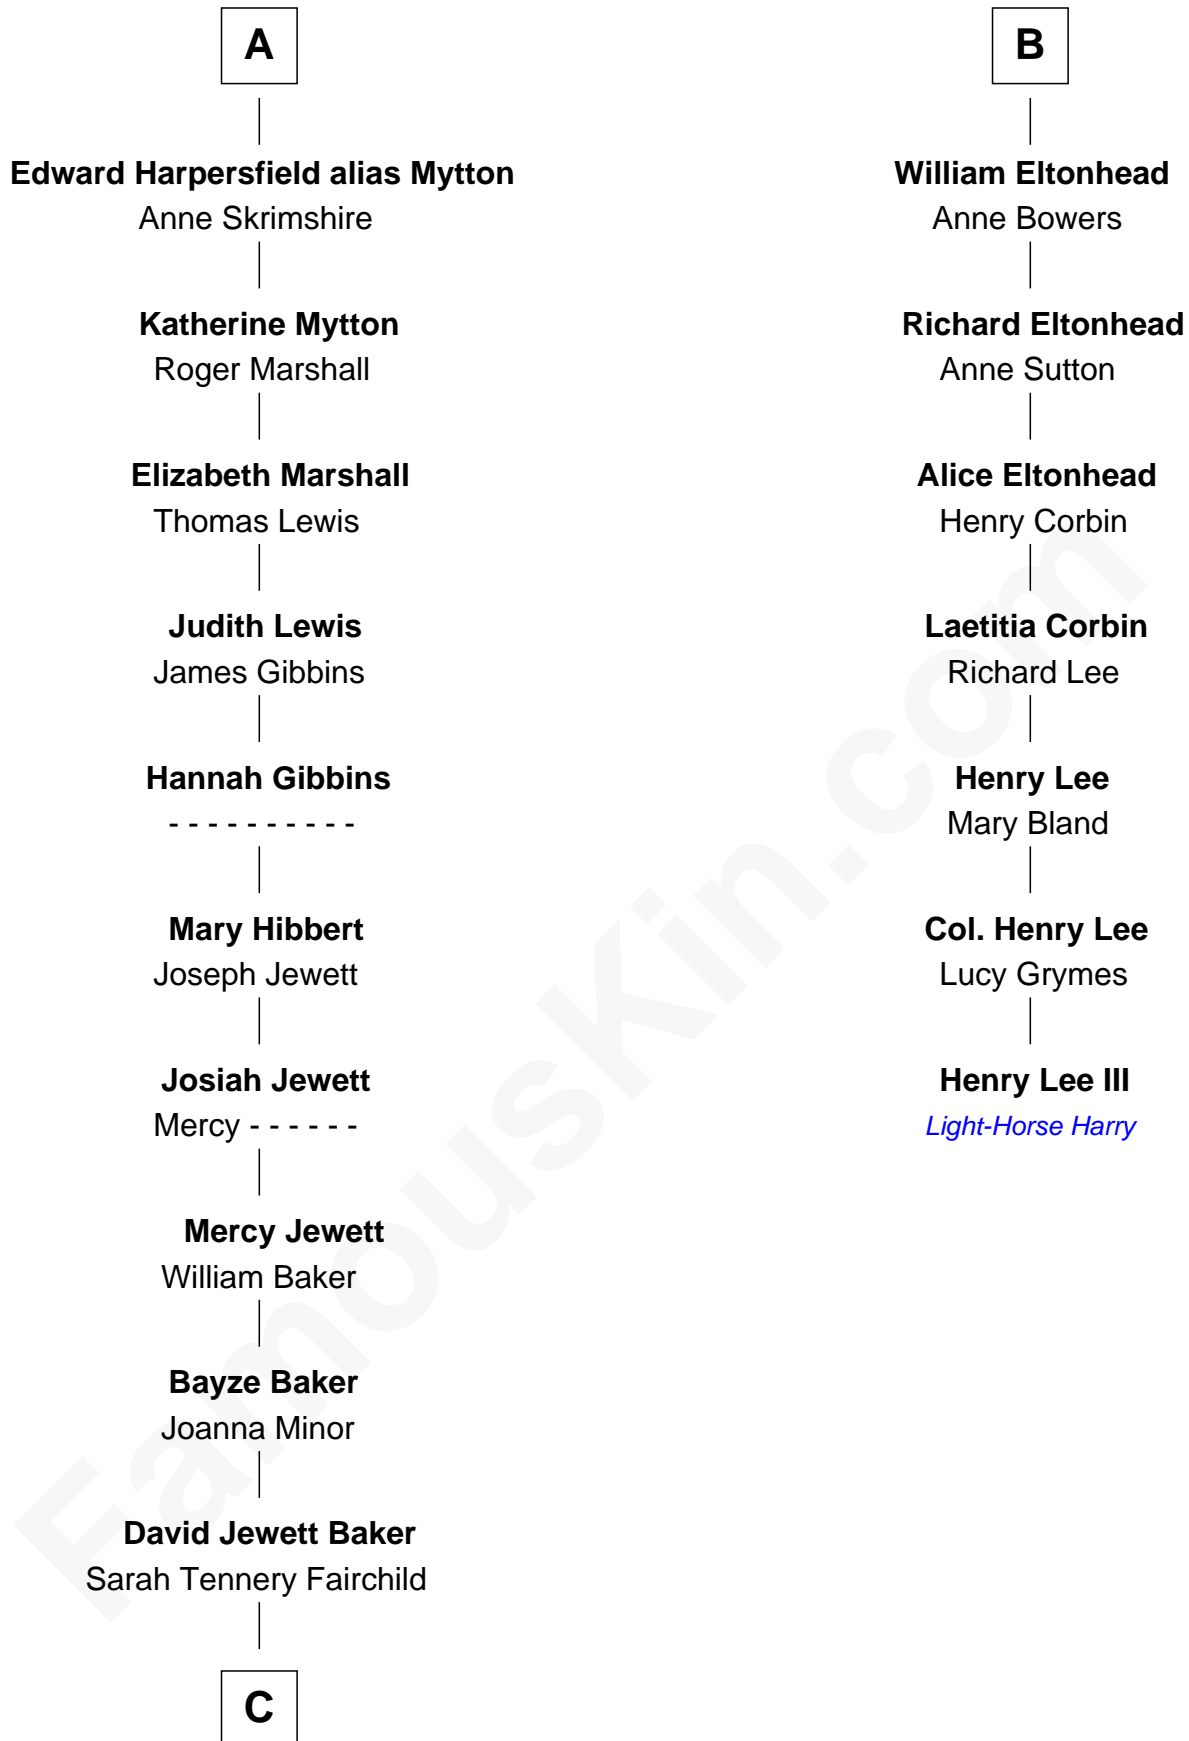 A
Edward Harpersfield alias Mytton
Anne Skrimshire
Katherine Mytton
Roger Marshall
Elizabeth Marshall
Thomas Lewis
Judith Lewis
James Gibbins
Hannah Gibbins
- - - - - - - - - -
Mary Hibbert
Joseph Jewett
Josiah Jewett
Mercy - - - - - -
Mercy Jewett
William Baker
Bayze Baker
Joanna Minor
David Jewett Baker
Sarah Tennery Fairchild
C
B
William Eltonhead
Anne Bowers
Richard Eltonhead
Anne Sutton
Alice Eltonhead
Henry Corbin
Laetitia Corbin
Richard Lee
Henry Lee
Mary Bland
Col. Henry Lee
Lucy Grymes
Henry Lee III
Light-Horse Harry
FamousKin.com